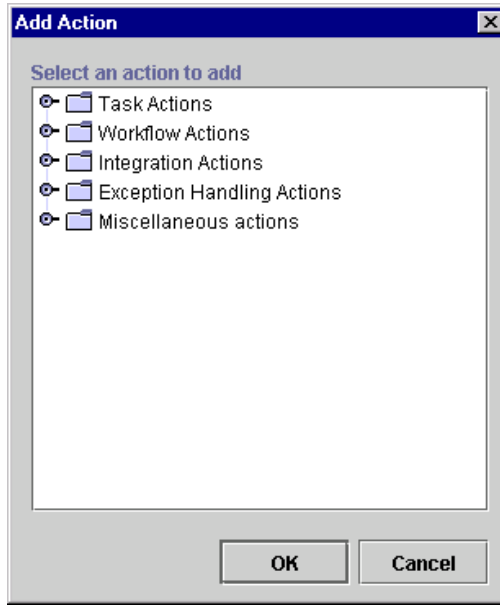 Add Action
Select an action to add
Task Actions
Workflow Actions
Integration Actions
Exception Handling Actions
Miscellaneous actions
OK
Cancel